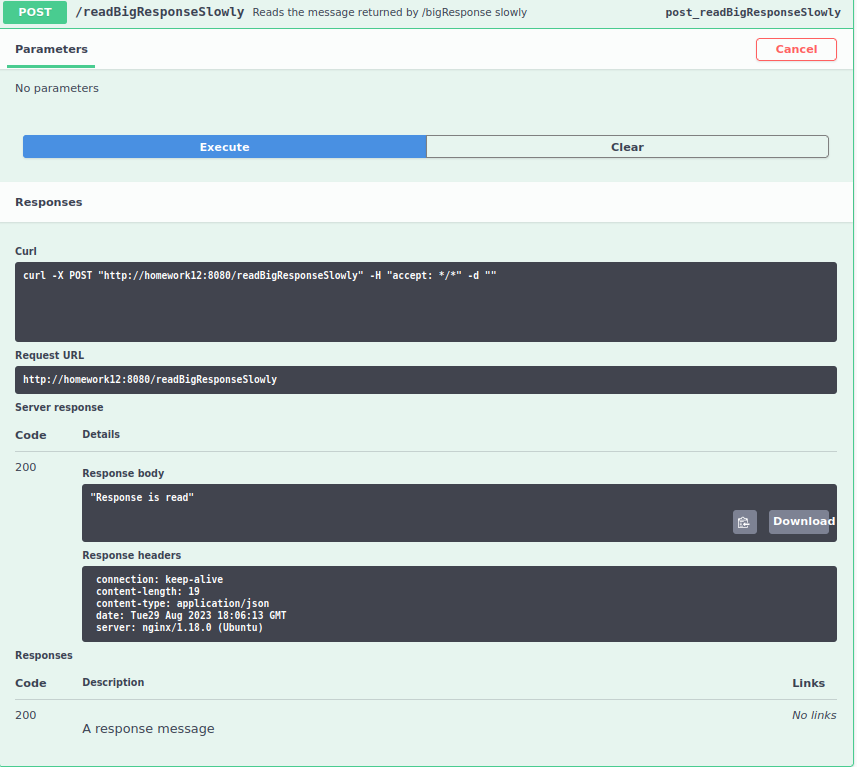 POST /readBigResponseSlowly Reads the message returned by /bigResponse slowly post_readBigResponseSlowly
Parameters Cancel
No parameters
Execute Clear
Responses
Curl
curl -X POST "http://homework12:8080/readBigResponseSlowly" -H "accept: */*" -d ""
Request URL
http://homework12:8080/readBigResponseSlowly
Server response
Code Details
200
Response body
"Response is read"
Download
Response headers
connection: keep-alive
content-length: 19
content-type: application/json
date: Tue29 Aug 2023 18:06:13 GMT
server: nginx/1.18.0 (Ubuntu)
Responses
Code Description Links
200 No links
A response message